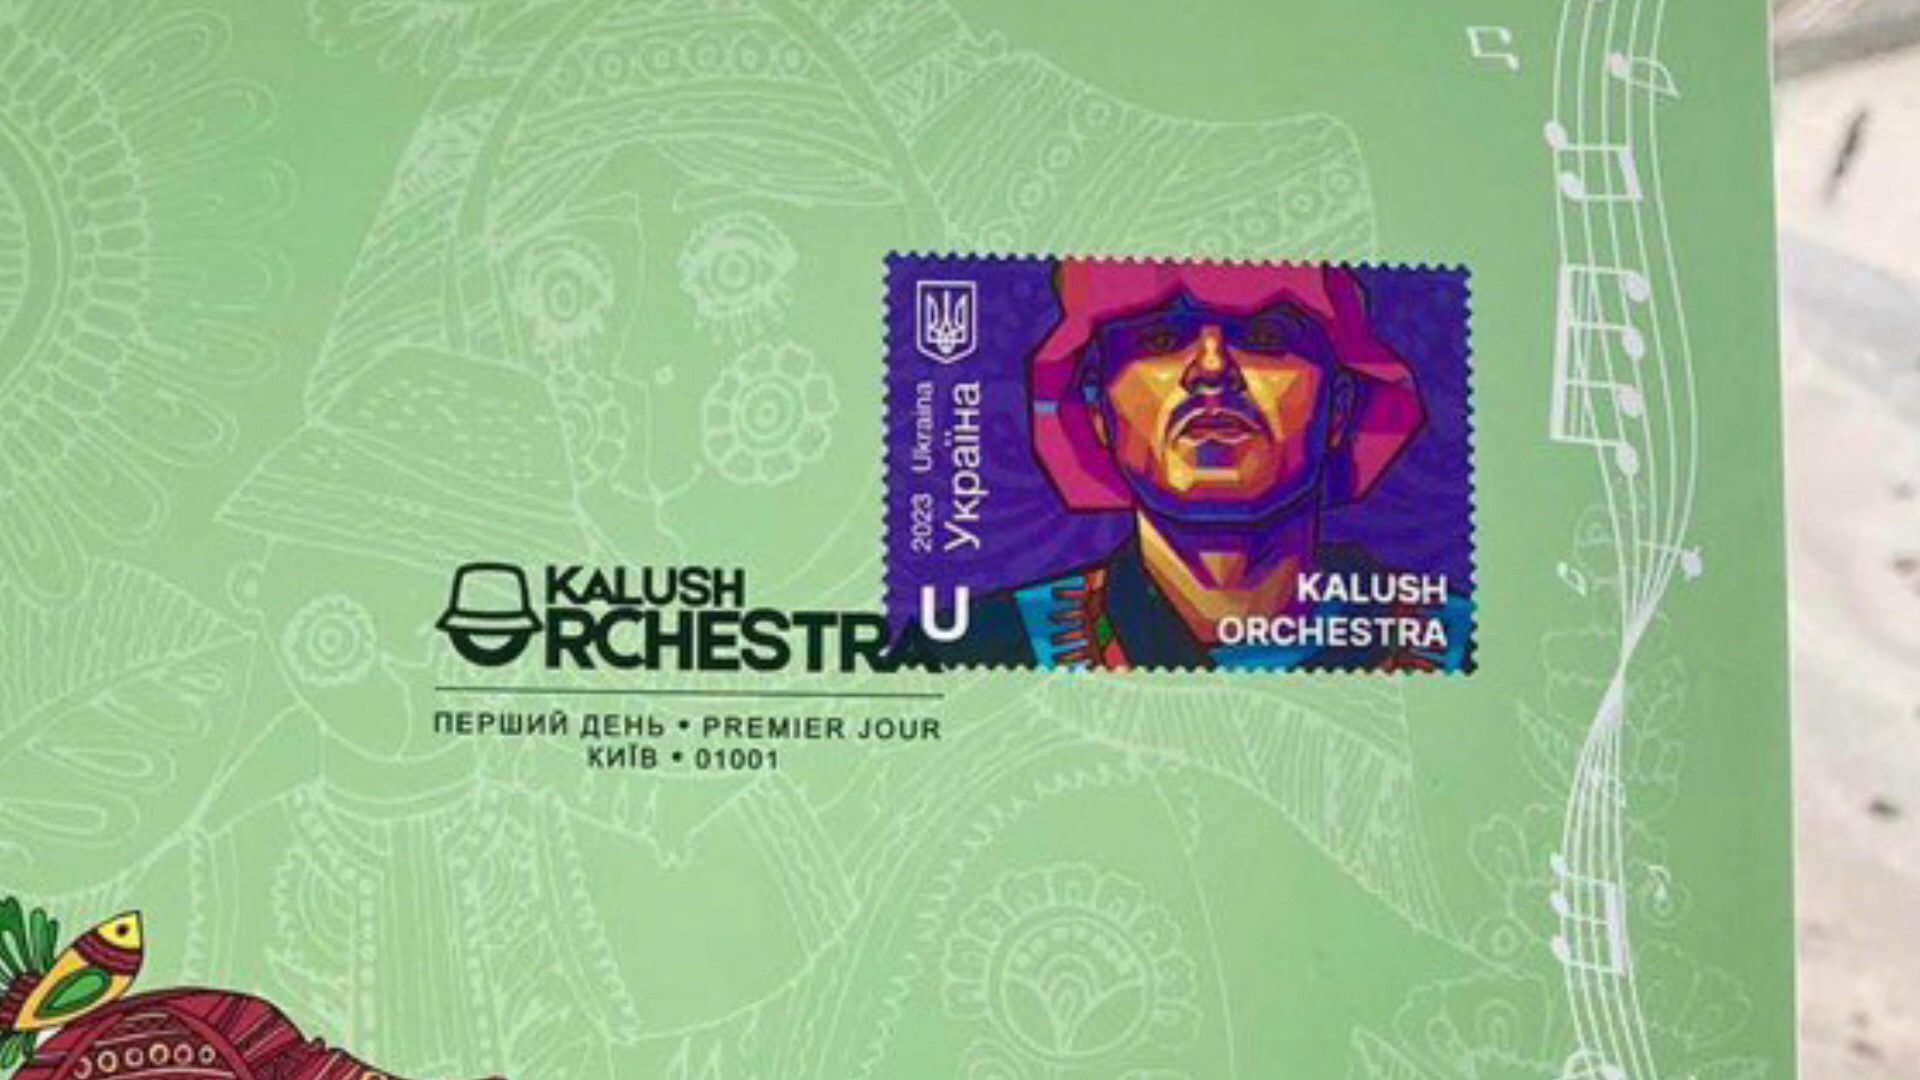 2023 Ukraina
Україна
U
KALUSH
ORCHESTRA
KALUSH
ORCHESTRA
ПЕРШИЙ ДЕНЬ • PREMIER JOUR
КИЇВ • 01001